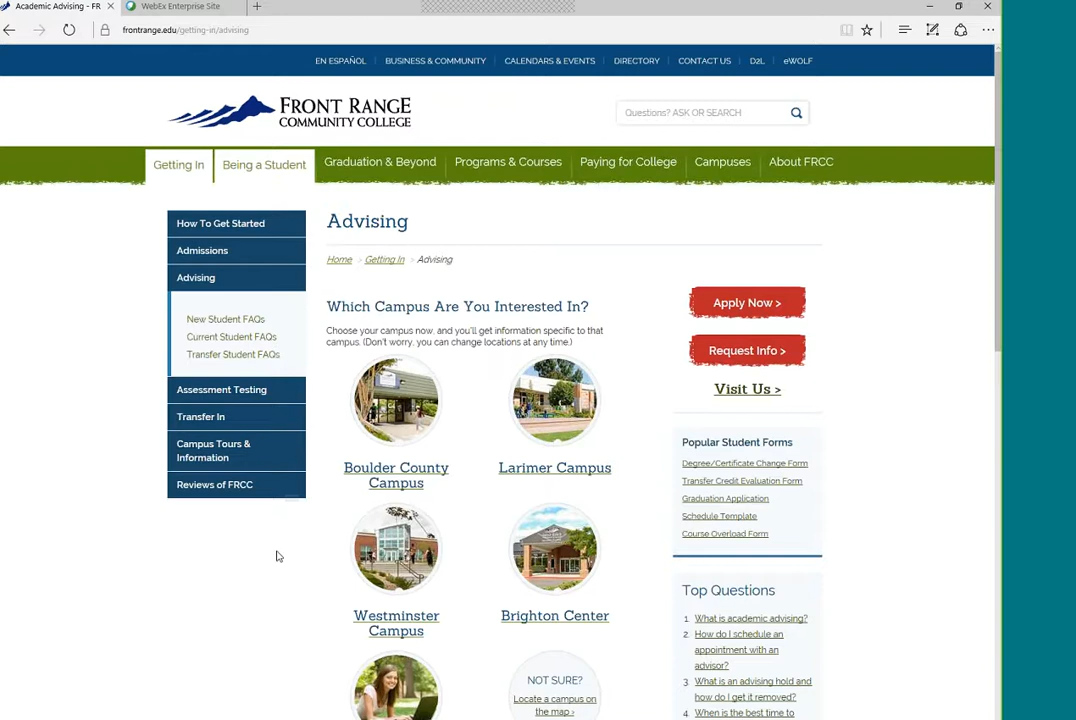 Academic Advising - FR
WebEx Enterprise Site
frontrange.edu/getting-in/advising
EN ESPAÑOL
BUSINESS & COMMUNITY
CALENDARS & EVENTS
DIRECTORY
CONTACT US
D2L
eWOLF
FRONT RANGE
COMMUNITY COLLEGE
Questions? ASK OR SEARCH
Getting In
Being a Student
Graduation & Beyond
Programs & Courses
Paying for College
Campuses
About FRCC
How To Get Started
Admissions
Advising
New Student FAQs
Current Student FAQs
Transfer Student FAQs
Assessment Testing
Transfer In
Campus Tours &
Information
Reviews of FRCC
Advising
Home > Getting In > Advising
Which Campus Are You Interested In?
Choose your campus now, and you'll get information specific to that
campus. (Don't worry, you can change locations at any time.)
Boulder County
Campus
Larimer Campus
Westminster
Campus
Brighton Center
NOT SURE?
Locate a campus on
the map ›
Apply Now >
Request Info >
Visit Us >
Popular Student Forms
Degree/Certificate Change Form
Transfer Credit Evaluation Form
Graduation Application
Schedule Template
Course Overload Form
Top Questions
1. What is academic advising?
2. How do I schedule an
appointment with an
advisor?
3. What is an advising hold and
how do I get it removed?
4. When is the best time to